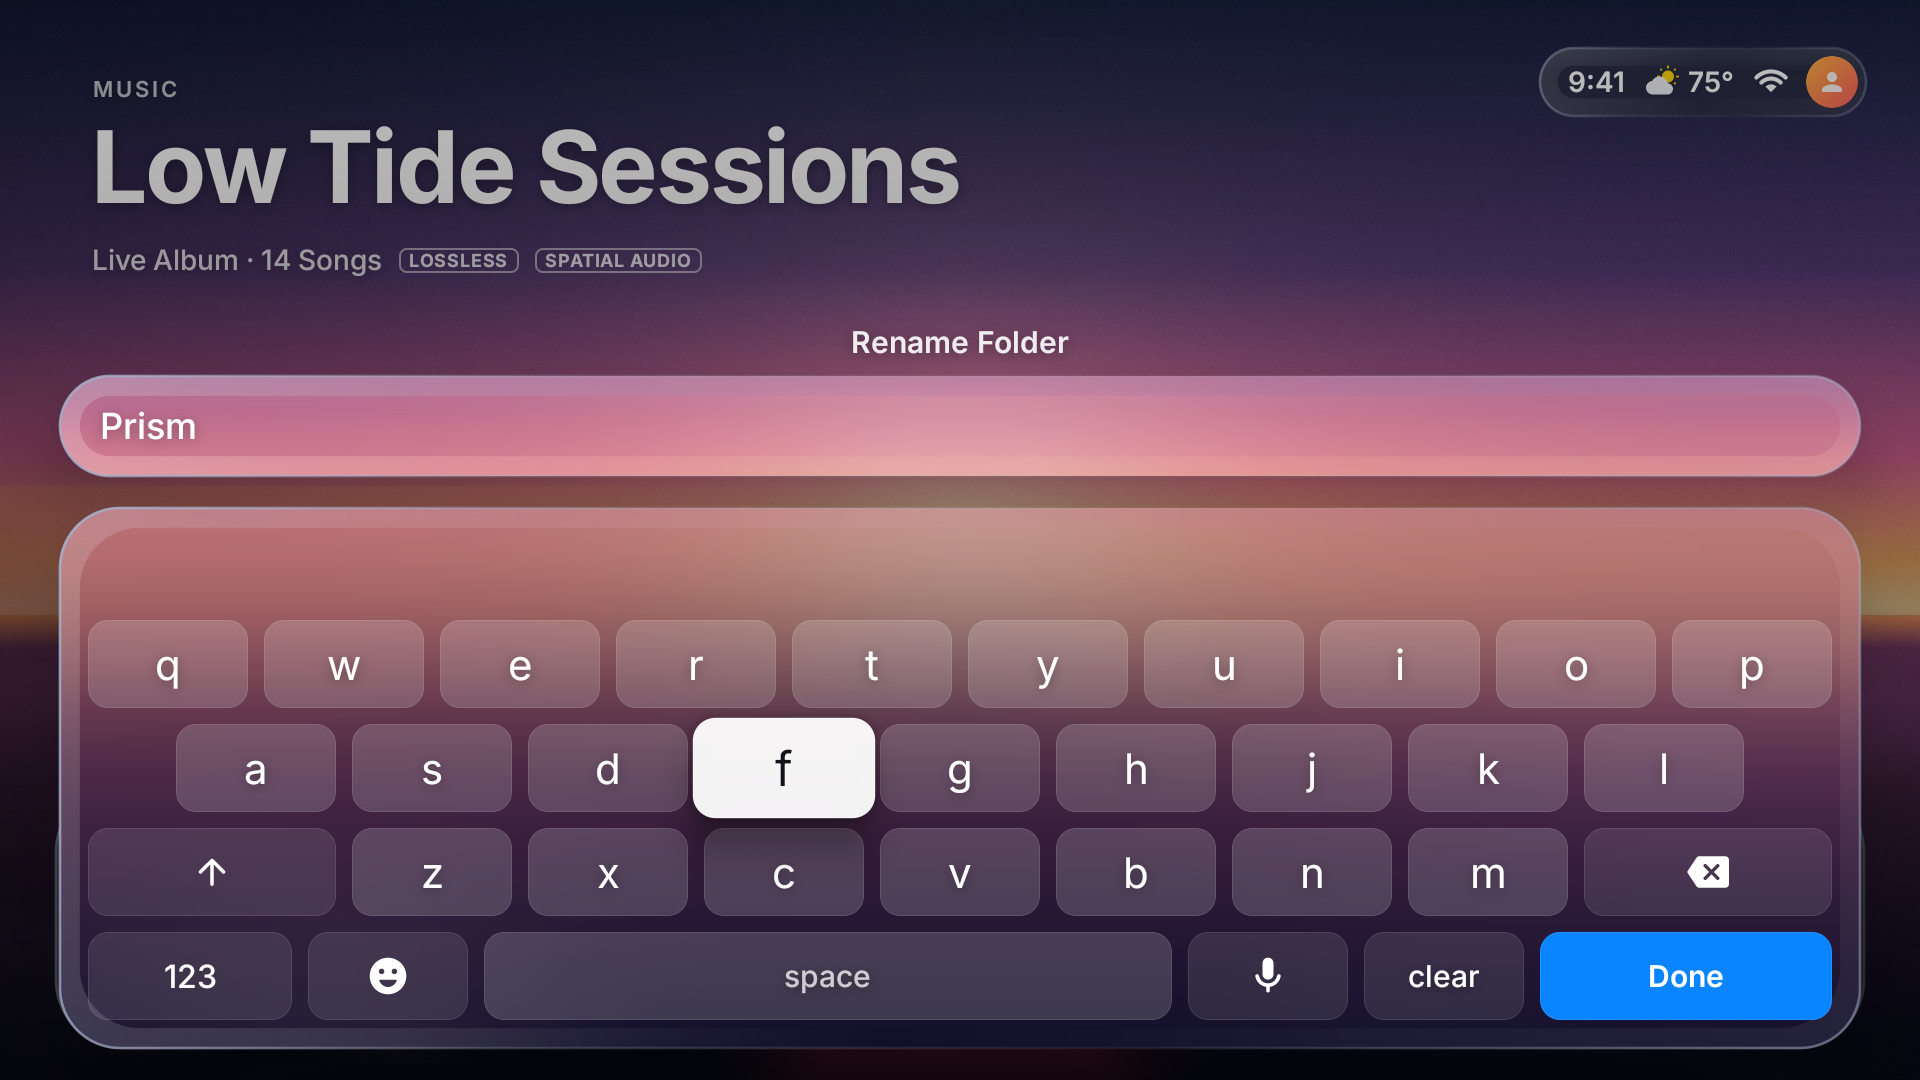 MUSIC
9:41 75°
Low Tide Sessions
Live Album · 14 Songs LOSSLESS SPATIAL AUDIO
Rename Folder
Prism
q w e r t y u i o p
a s d f g h j k l
z x c v b n m
123 space clear Done